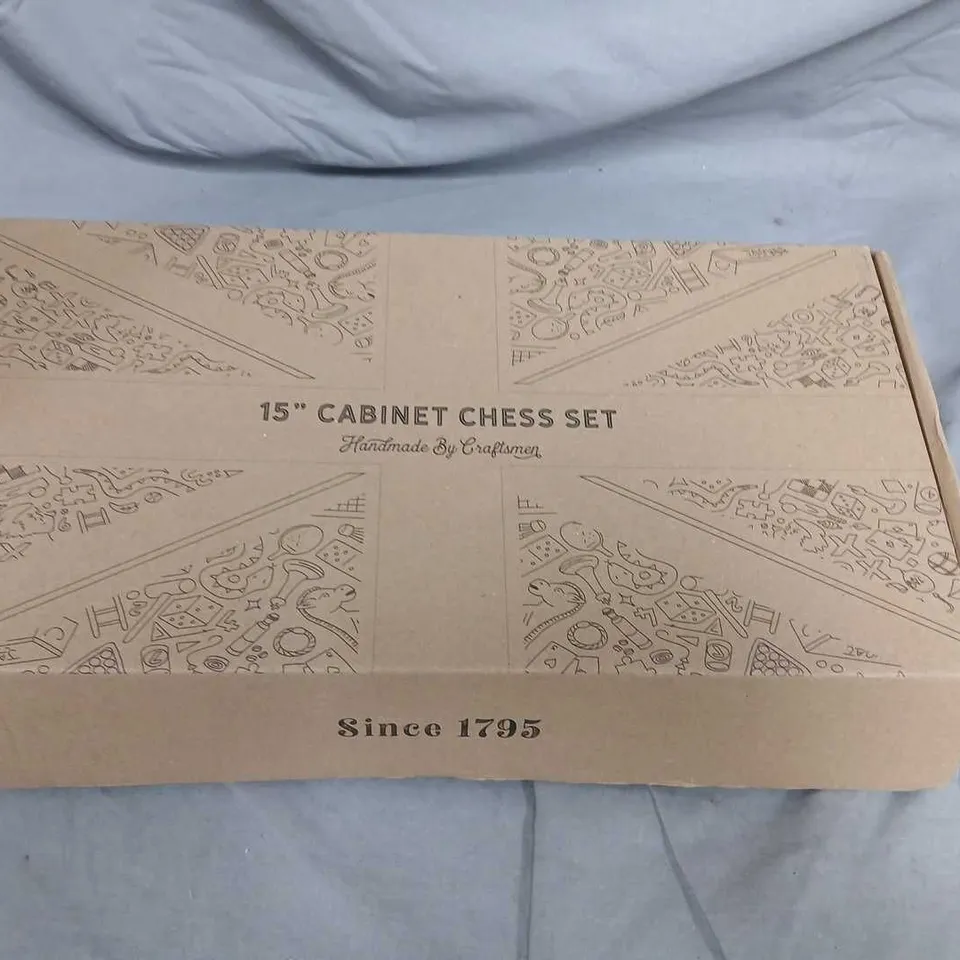 15” CABINET CHESS SET
Handmade By Craftsmen
Since 1795